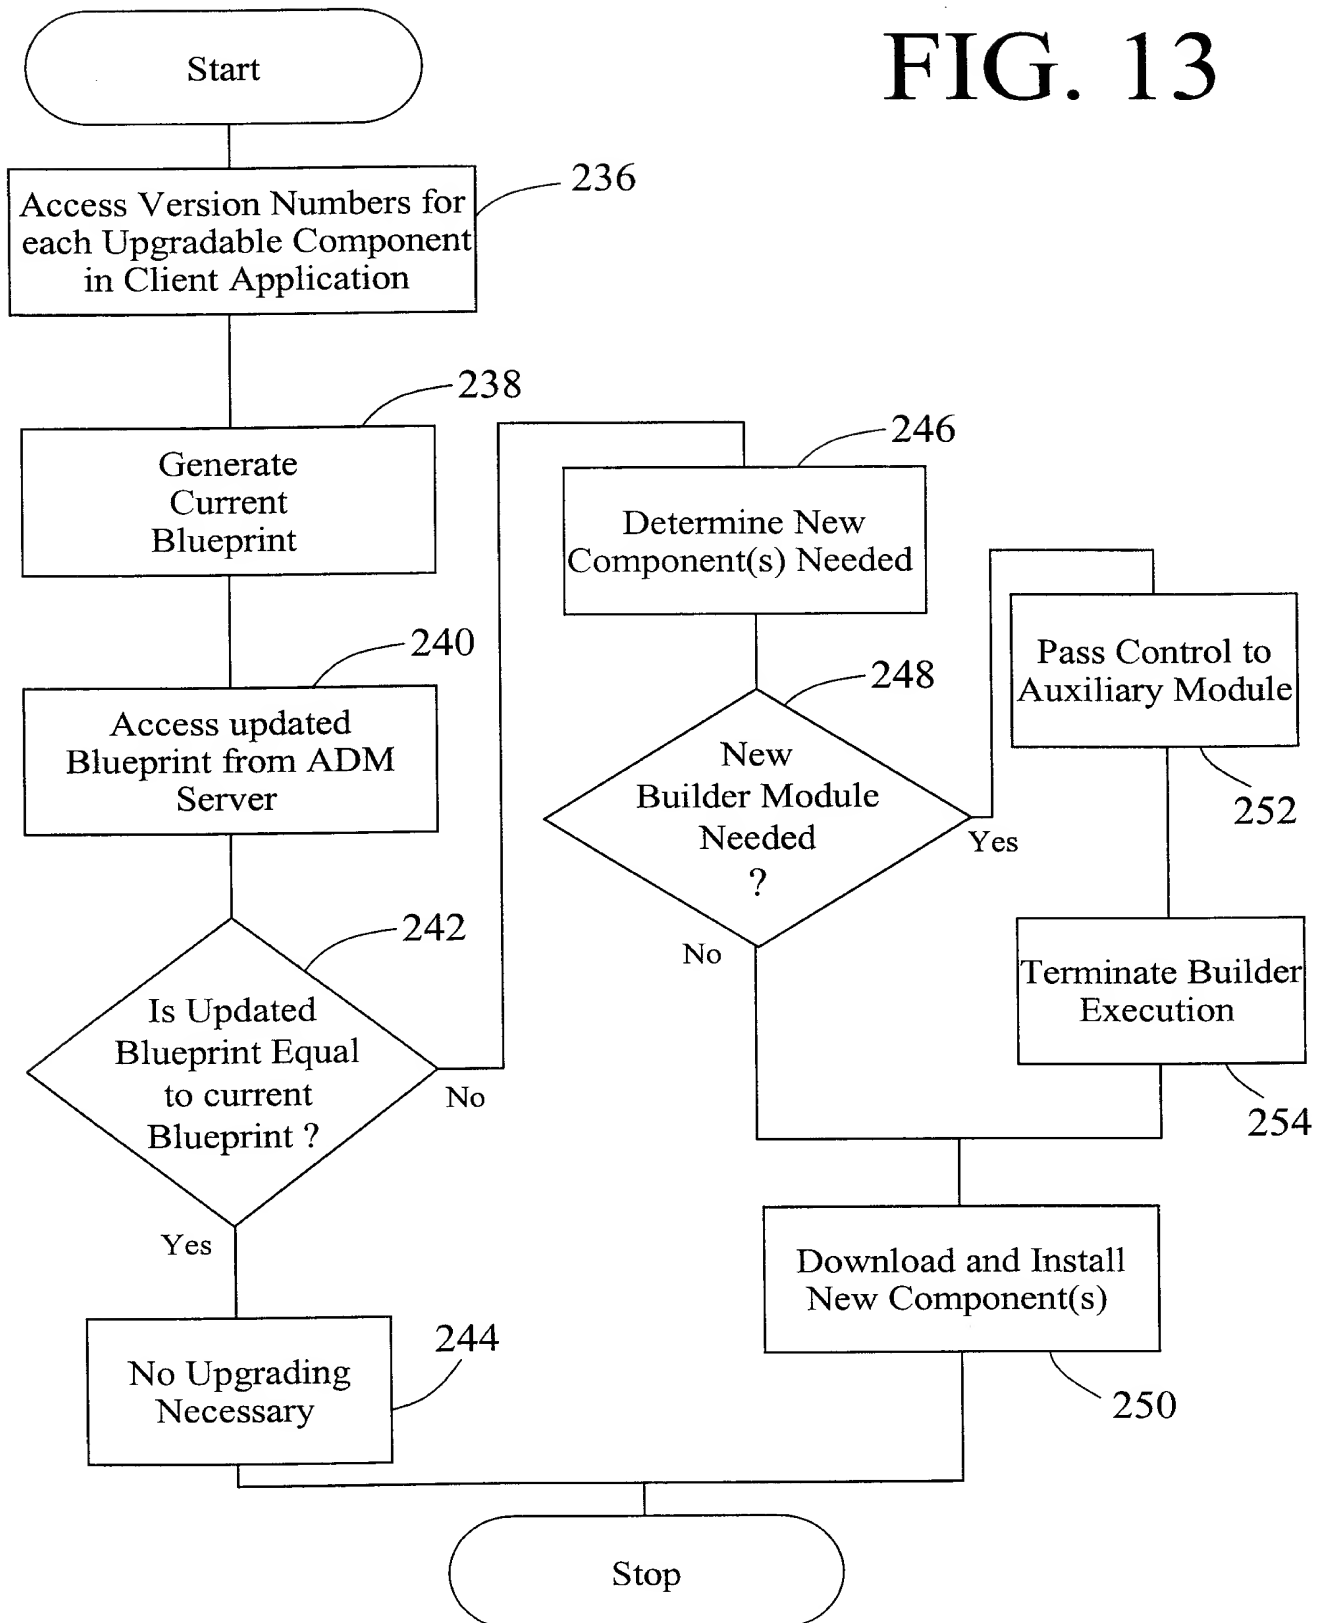 FIG. 13
Start
236
Access Version Numbers for
each Upgradable Component
in Client Application
238
Generate
Current
Blueprint
240
Access updated
Blueprint from ADM
Server
242
Is Updated
Blueprint Equal
to current
Blueprint ?
No
Yes
244
No Upgrading
Necessary
246
Determine New
Component(s) Needed
248
New
Builder Module
Needed
?
Yes
No
Pass Control to
Auxiliary Module
252
Terminate Builder
Execution
254
Download and Install
New Component(s)
250
Stop